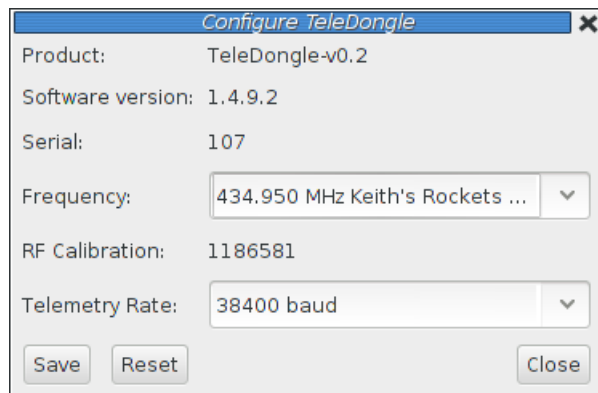 Configure TeleDongle
Product: TeleDongle-v0.2
Software version: 1.4.9.2
Serial: 107
Frequency: 434.950 MHz Keith's Rockets ...
RF Calibration: 1186581
Telemetry Rate: 38400 baud
Save Reset Close